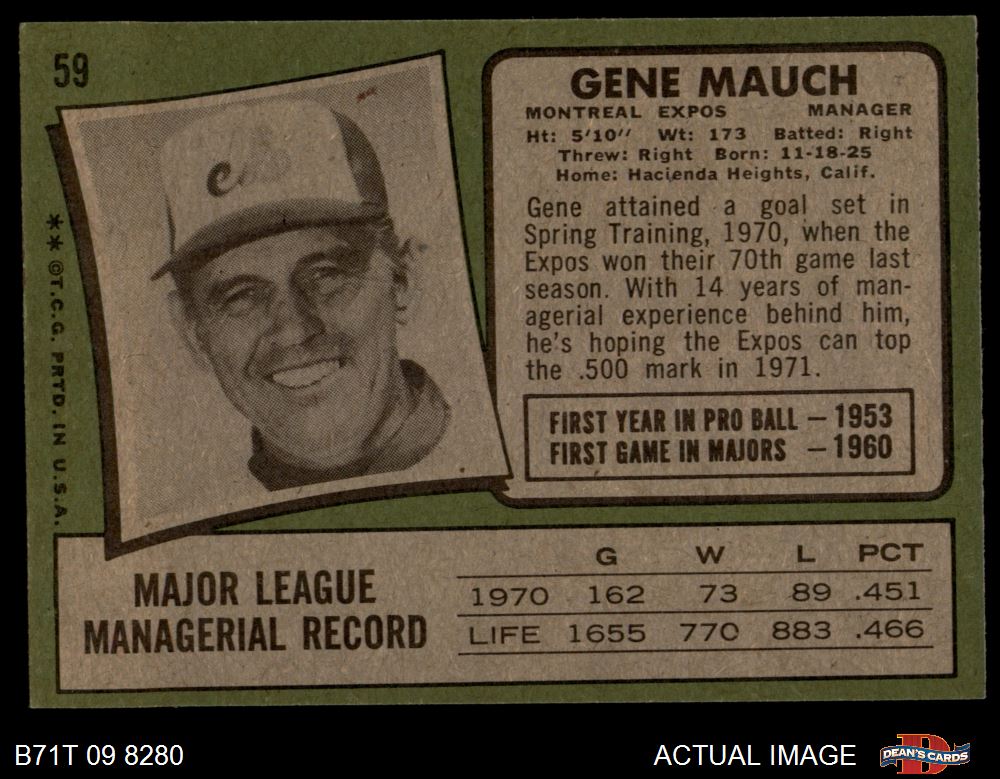 59
GENE MAUCH
MONTREAL EXPOS MANAGER
Ht: 5'10" Wt: 173 Batted: Right
Threw: Right Born: 11-18-25
Home: Hacienda Heights, Calif.
Gene attained a goal set in
Spring Training, 1970, when the
Expos won their 70th game last
season. With 14 years of man-
agerial experience behind him,
he's hoping the Expos can top
the .500 mark in 1971.
FIRST YEAR IN PRO BALL – 1953
FIRST GAME IN MAJORS – 1960
** ©T.C.G. PRTD. IN U.S.A.
MAJOR LEAGUE
MANAGERIAL RECORD
G W L PCT
1970 162 73 89 .451
LIFE 1655 770 883 .466
B71T 09 8280
ACTUAL IMAGE
DEAN'S CARDS